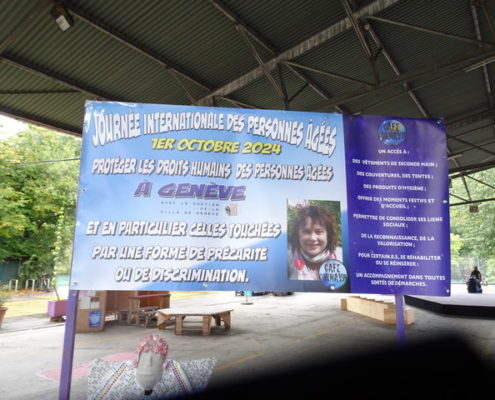 JOURNEE INTERNATIONALE DES PERSONNES ÂGÉES
1ER OCTOBRE 2024
PROTÉGER LES DROITS HUMAINS DES PERSONNES ÂGÉES
À GENÈVE
AVEC LE SOUTIEN
DE LA
VILLE DE GENÈVE
ET EN PARTICULIER CELLES TOUCHÉES
PAR UNE FORME DE PRÉCARITÉ
OU DE DISCRIMINATION.
CAFÉ
UN ACCÈS À :
DES VÊTEMENTS DE SECONDE MAIN ;
DES COUVERTURES, DES TENTES ;
DES PRODUITS D'HYGIÈNE ;
OFFRIR DES MOMENTS FESTIFS ET
D'ACCUEIL ;
PERMETTRE DE CONSOLIDER SES LIENS
SOCIAUX ;
DE LA RECONNAISSANCE, DE LA
VALORISATION ;
POUR CERTAIN.E.S, SE RÉHABILITER
OU SE RÉINSÉRER ;
UN ACCOMPAGNEMENT DANS TOUTES
SORTES DE DÉMARCHES.